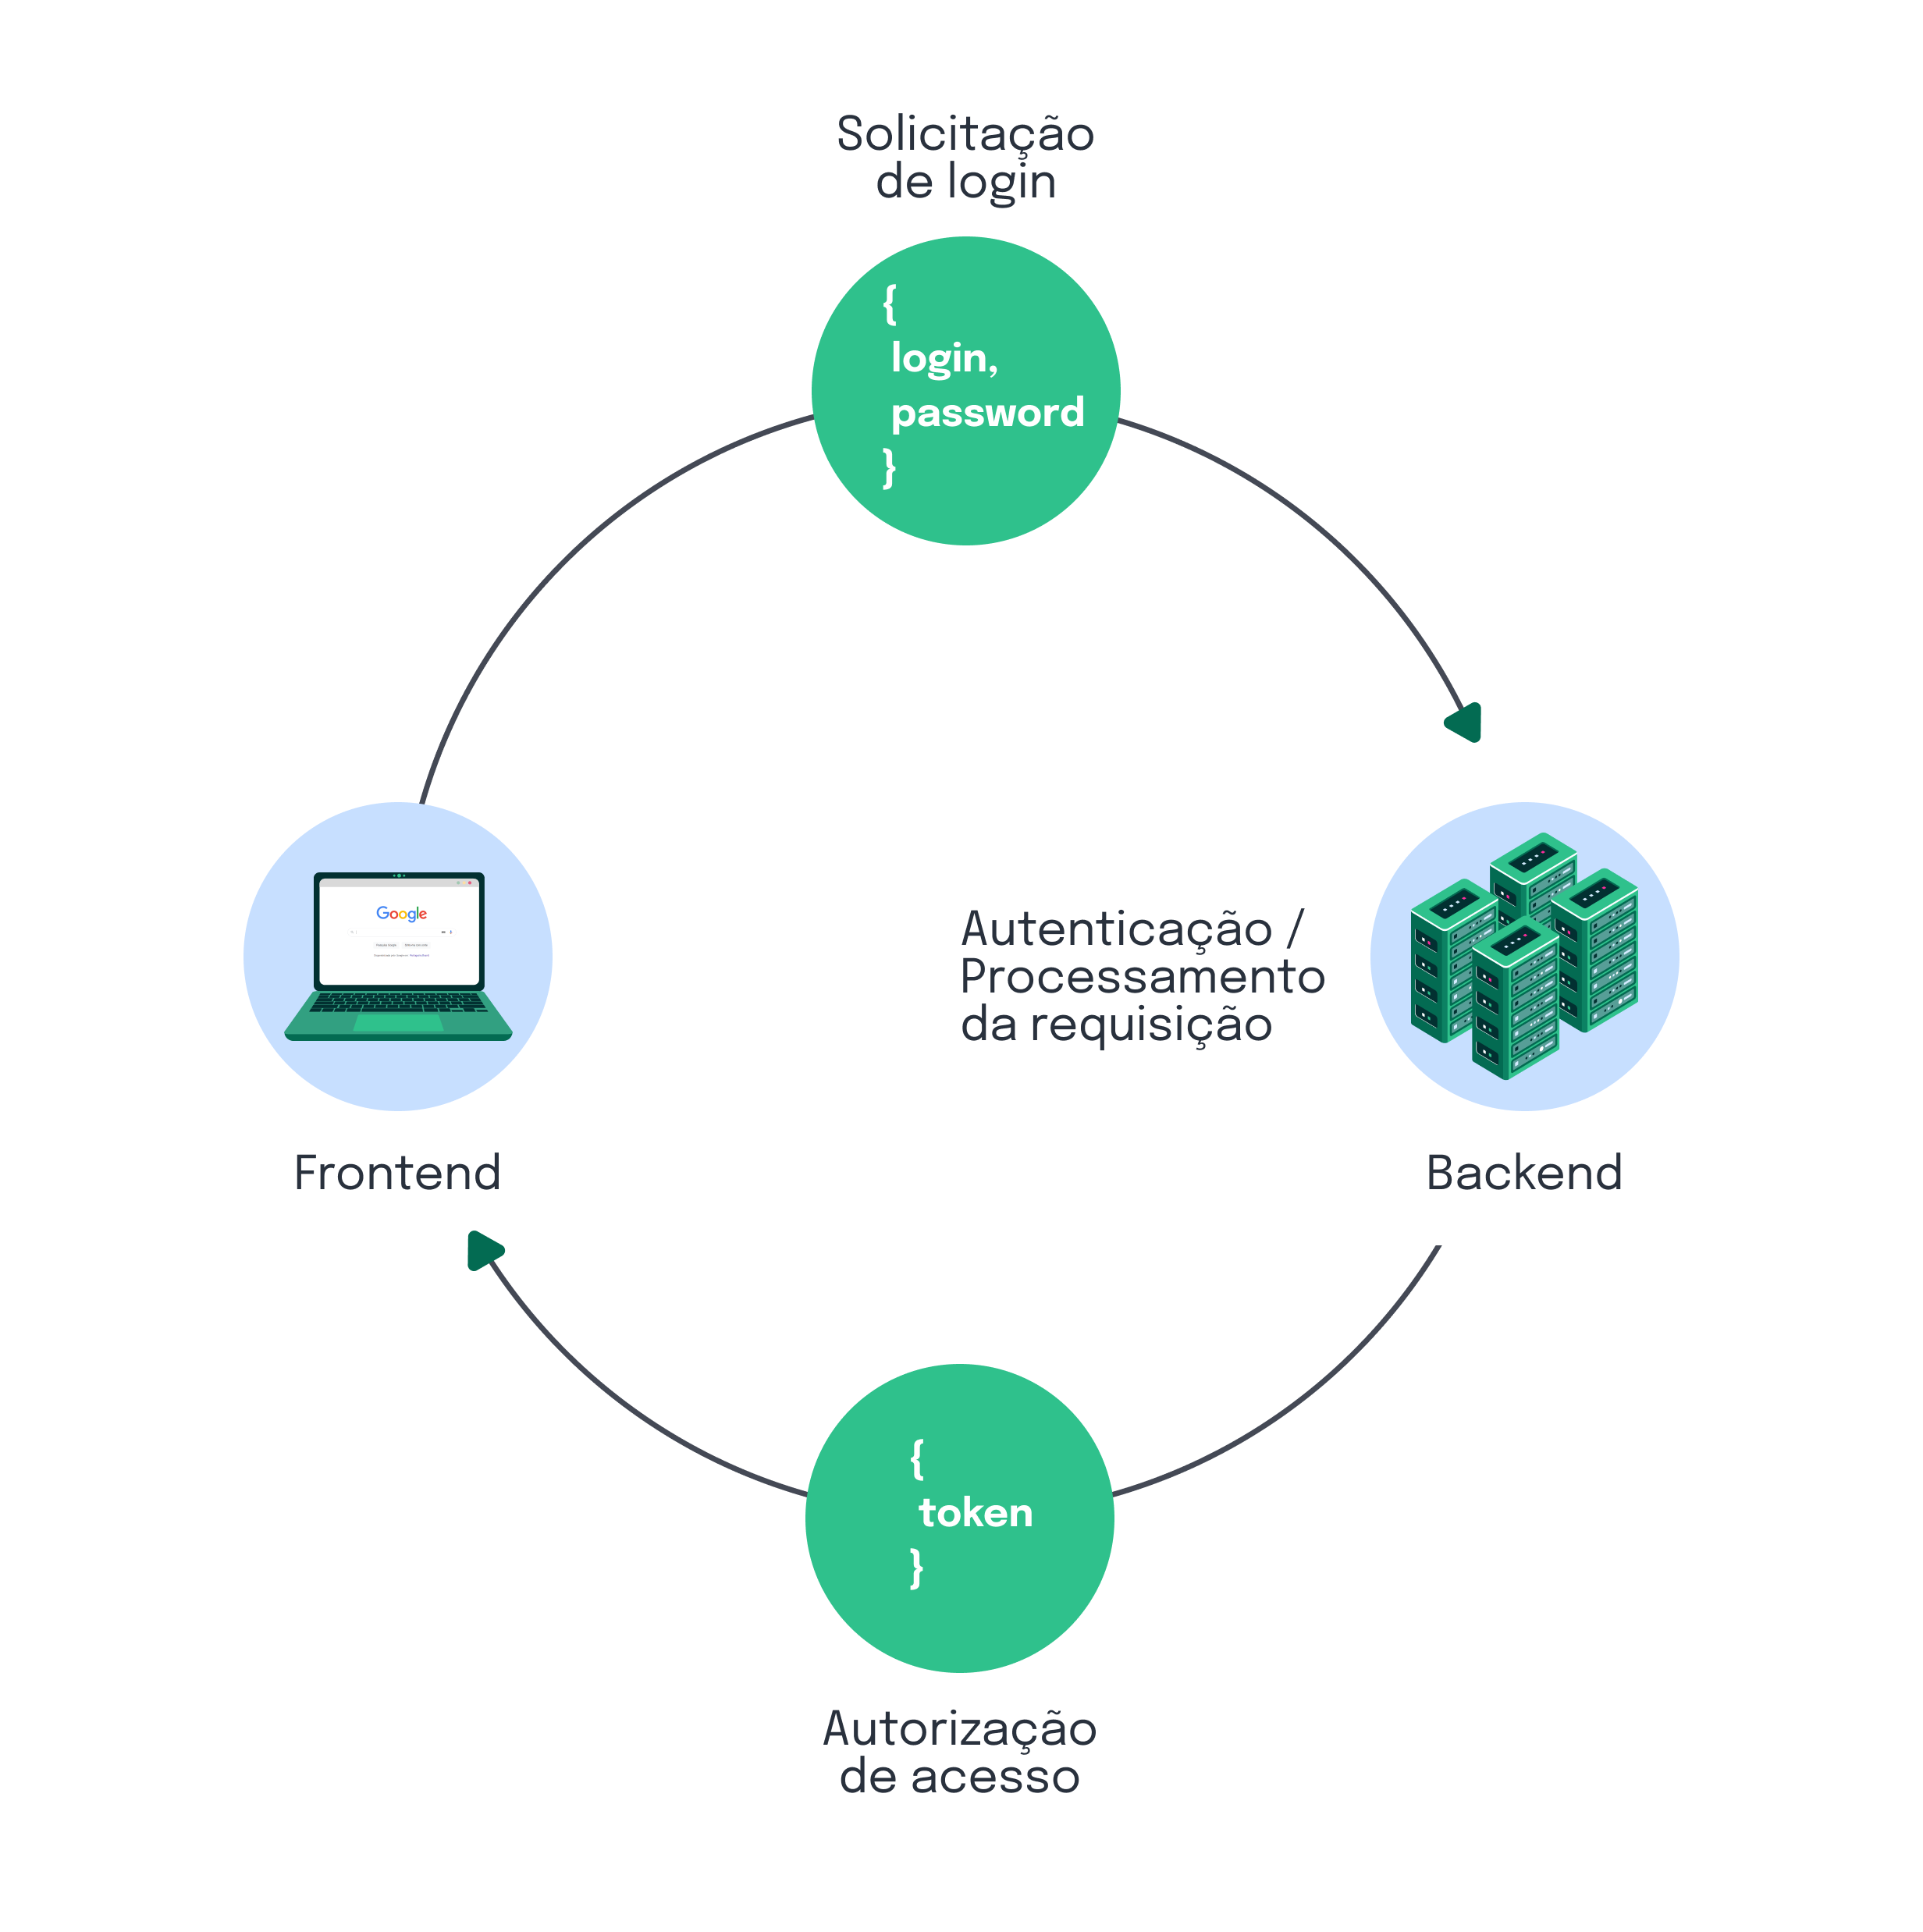 Solicitação
de login
{
login,
password
}
Google
Autenticação /
Processamento
da requisição
Frontend
Backend
{
token
}
Autorização
de acesso